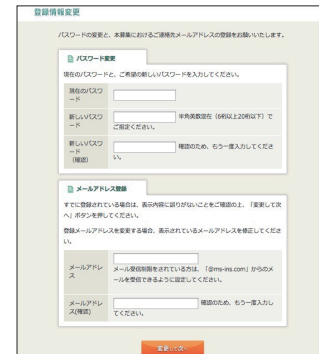 登録情報変更
パスワードの変更と、本募集におけるご連絡先メールアドレスの登録をお願いいたします。
パスワード変更
現在のパスワードと、ご希望の新しいパスワードを入力してください。
現在のパスワ
ード
新しいパスワ
ード
半角英数混在（6桁以上20桁以下）で
ご指定ください。
新しいパスワ
ード
(確認)
確認のため、もう一度入力してくださ
い。
メールアドレス登録
すでに登録されている場合は、表示内容に誤りがないことをご確認の上、「変更して次
へ」ボタンを押してください。
登録メールアドレスを変更する場合、表示されているメールアドレスを修正してくださ
い。
メールアドレ
ス
メール受信制限をされている方は、「@ms-ins.com」からのメ
ールを受信できるように設定してください。
メールアドレ
ス(確認)
確認のため、もう一度入力し
てください。
変更して次へ